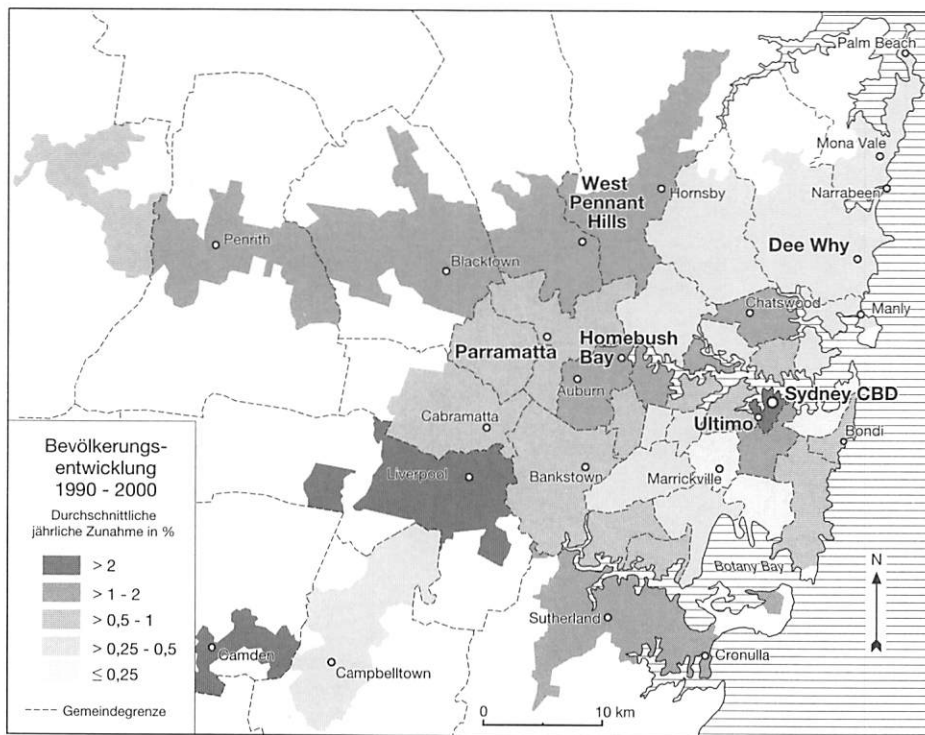 Palm Beach
Mona Vale
West
Pennant
Hills
Hornsby
Narrabeen
Penrith
Dee Why
Blacktown
Chatswood
Manly
Parramatta
Homebush
Bay
Auburn
Sydney CBD
Cabramatta
Ultimo
Bondi
Liverpool
Bankstown
Marrickville
Botany Bay
Sutherland
Camden
Campbelltown
Cronulla
Bevölkerungs-
entwicklung
1990 - 2000
Durchschnittliche
jährliche Zunahme in %
> 2
> 1 - 2
> 0,5 - 1
> 0,25 - 0,5
≤ 0,25
Gemeindegrenze
N
0 10 km